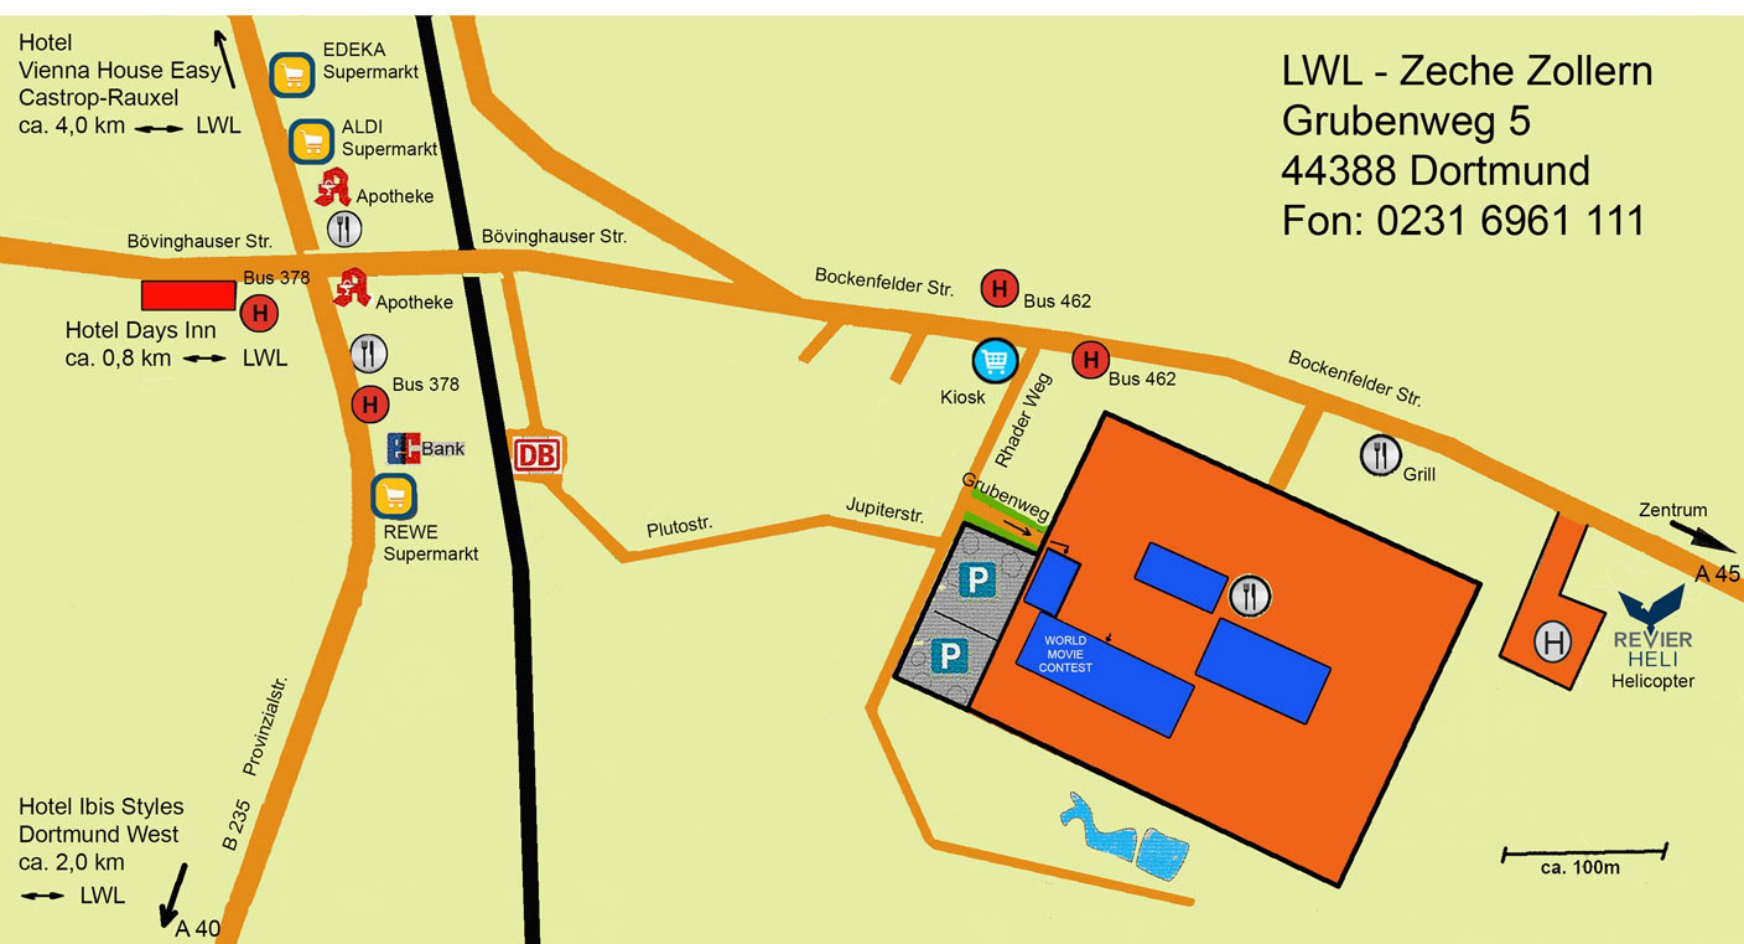 Hotel
Vienna House Easy
Castrop-Rauxel
ca. 4,0 km LWL
EDEKA
Supermarkt
ALDI
Supermarkt
Apotheke
LWL - Zeche Zollern
Grubenweg 5
44388 Dortmund
Fon: 0231 6961 111
Bövinghauser Str.
Bövinghauser Str.
Bus 378
H
Hotel Days Inn
ca. 0,8 km LWL
Apotheke
Bockenfelder Str.
H
Bus 462
H
Bus 462
Kiosk
Rhader Weg
Bockenfelder Str.
Bus 378
H
ec Bank
DB
REWE
Supermarkt
Grill
Grubenweg
Jupiterstr.
Plutostr.
Zentrum
A 45
P
P
WORLD
MOVIE
CONTEST
H
REVIER
HELI
Helicopter
Provinzialstr.
B 235
Hotel Ibis Styles
Dortmund West
ca. 2,0 km
LWL
A 40
ca. 100m